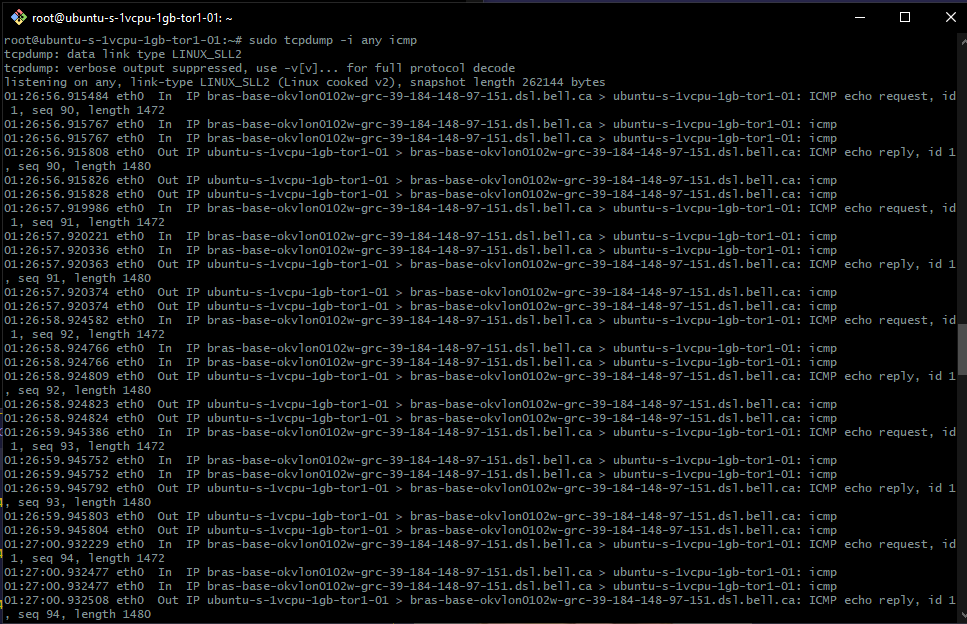 root@ubuntu-s-1vcpu-1gb-tor1-01: ~
root@ubuntu-s-1vcpu-1gb-tor1-01:~# sudo tcpdump -i any icmp
tcpdump: data link type LINUX_SLL2
tcpdump: verbose output suppressed, use -v[v]... for full protocol decode
listening on any, link-type LINUX_SLL2 (Linux cooked v2), snapshot length 262144 bytes
01:26:56.915484 eth0  In  IP bras-base-okvlon0102w-grc-39-184-148-97-151.dsl.bell.ca > ubuntu-s-1vcpu-1gb-tor1-01: ICMP echo request, id
 1, seq 90, length 1472
01:26:56.915767 eth0  In  IP bras-base-okvlon0102w-grc-39-184-148-97-151.dsl.bell.ca > ubuntu-s-1vcpu-1gb-tor1-01: icmp
01:26:56.915767 eth0  In  IP bras-base-okvlon0102w-grc-39-184-148-97-151.dsl.bell.ca > ubuntu-s-1vcpu-1gb-tor1-01: icmp
01:26:56.915808 eth0  Out IP ubuntu-s-1vcpu-1gb-tor1-01 > bras-base-okvlon0102w-grc-39-184-148-97-151.dsl.bell.ca: ICMP echo reply, id 1
, seq 90, length 1480
01:26:56.915826 eth0  Out IP ubuntu-s-1vcpu-1gb-tor1-01 > bras-base-okvlon0102w-grc-39-184-148-97-151.dsl.bell.ca: icmp
01:26:56.915828 eth0  Out IP ubuntu-s-1vcpu-1gb-tor1-01 > bras-base-okvlon0102w-grc-39-184-148-97-151.dsl.bell.ca: icmp
01:26:57.919986 eth0  In  IP bras-base-okvlon0102w-grc-39-184-148-97-151.dsl.bell.ca > ubuntu-s-1vcpu-1gb-tor1-01: ICMP echo request, id
 1, seq 91, length 1472
01:26:57.920221 eth0  In  IP bras-base-okvlon0102w-grc-39-184-148-97-151.dsl.bell.ca > ubuntu-s-1vcpu-1gb-tor1-01: icmp
01:26:57.920336 eth0  In  IP bras-base-okvlon0102w-grc-39-184-148-97-151.dsl.bell.ca > ubuntu-s-1vcpu-1gb-tor1-01: icmp
01:26:57.920363 eth0  Out IP ubuntu-s-1vcpu-1gb-tor1-01 > bras-base-okvlon0102w-grc-39-184-148-97-151.dsl.bell.ca: ICMP echo reply, id 1
, seq 91, length 1480
01:26:57.920374 eth0  Out IP ubuntu-s-1vcpu-1gb-tor1-01 > bras-base-okvlon0102w-grc-39-184-148-97-151.dsl.bell.ca: icmp
01:26:57.920374 eth0  Out IP ubuntu-s-1vcpu-1gb-tor1-01 > bras-base-okvlon0102w-grc-39-184-148-97-151.dsl.bell.ca: icmp
01:26:58.924582 eth0  In  IP bras-base-okvlon0102w-grc-39-184-148-97-151.dsl.bell.ca > ubuntu-s-1vcpu-1gb-tor1-01: ICMP echo request, id
 1, seq 92, length 1472
01:26:58.924766 eth0  In  IP bras-base-okvlon0102w-grc-39-184-148-97-151.dsl.bell.ca > ubuntu-s-1vcpu-1gb-tor1-01: icmp
01:26:58.924766 eth0  In  IP bras-base-okvlon0102w-grc-39-184-148-97-151.dsl.bell.ca > ubuntu-s-1vcpu-1gb-tor1-01: icmp
01:26:58.924809 eth0  Out IP ubuntu-s-1vcpu-1gb-tor1-01 > bras-base-okvlon0102w-grc-39-184-148-97-151.dsl.bell.ca: ICMP echo reply, id 1
, seq 92, length 1480
01:26:58.924823 eth0  Out IP ubuntu-s-1vcpu-1gb-tor1-01 > bras-base-okvlon0102w-grc-39-184-148-97-151.dsl.bell.ca: icmp
01:26:58.924824 eth0  Out IP ubuntu-s-1vcpu-1gb-tor1-01 > bras-base-okvlon0102w-grc-39-184-148-97-151.dsl.bell.ca: icmp
01:26:59.945386 eth0  In  IP bras-base-okvlon0102w-grc-39-184-148-97-151.dsl.bell.ca > ubuntu-s-1vcpu-1gb-tor1-01: ICMP echo request, id
 1, seq 93, length 1472
01:26:59.945752 eth0  In  IP bras-base-okvlon0102w-grc-39-184-148-97-151.dsl.bell.ca > ubuntu-s-1vcpu-1gb-tor1-01: icmp
01:26:59.945752 eth0  In  IP bras-base-okvlon0102w-grc-39-184-148-97-151.dsl.bell.ca > ubuntu-s-1vcpu-1gb-tor1-01: icmp
01:26:59.945792 eth0  Out IP ubuntu-s-1vcpu-1gb-tor1-01 > bras-base-okvlon0102w-grc-39-184-148-97-151.dsl.bell.ca: ICMP echo reply, id 1
, seq 93, length 1480
01:26:59.945803 eth0  Out IP ubuntu-s-1vcpu-1gb-tor1-01 > bras-base-okvlon0102w-grc-39-184-148-97-151.dsl.bell.ca: icmp
01:26:59.945804 eth0  Out IP ubuntu-s-1vcpu-1gb-tor1-01 > bras-base-okvlon0102w-grc-39-184-148-97-151.dsl.bell.ca: icmp
01:27:00.932229 eth0  In  IP bras-base-okvlon0102w-grc-39-184-148-97-151.dsl.bell.ca > ubuntu-s-1vcpu-1gb-tor1-01: ICMP echo request, id
 1, seq 94, length 1472
01:27:00.932477 eth0  In  IP bras-base-okvlon0102w-grc-39-184-148-97-151.dsl.bell.ca > ubuntu-s-1vcpu-1gb-tor1-01: icmp
01:27:00.932477 eth0  In  IP bras-base-okvlon0102w-grc-39-184-148-97-151.dsl.bell.ca > ubuntu-s-1vcpu-1gb-tor1-01: icmp
01:27:00.932508 eth0  Out IP ubuntu-s-1vcpu-1gb-tor1-01 > bras-base-okvlon0102w-grc-39-184-148-97-151.dsl.bell.ca: ICMP echo reply, id 1
, seq 94, length 1480